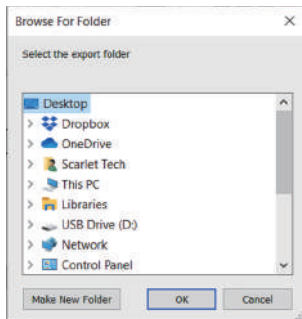 Browse For Folder
Select the export folder
Desktop
Dropbox
OneDrive
Scarlet Tech
This PC
Libraries
USB Drive (D:)
Network
Control Panel
Make New Folder OK Cancel